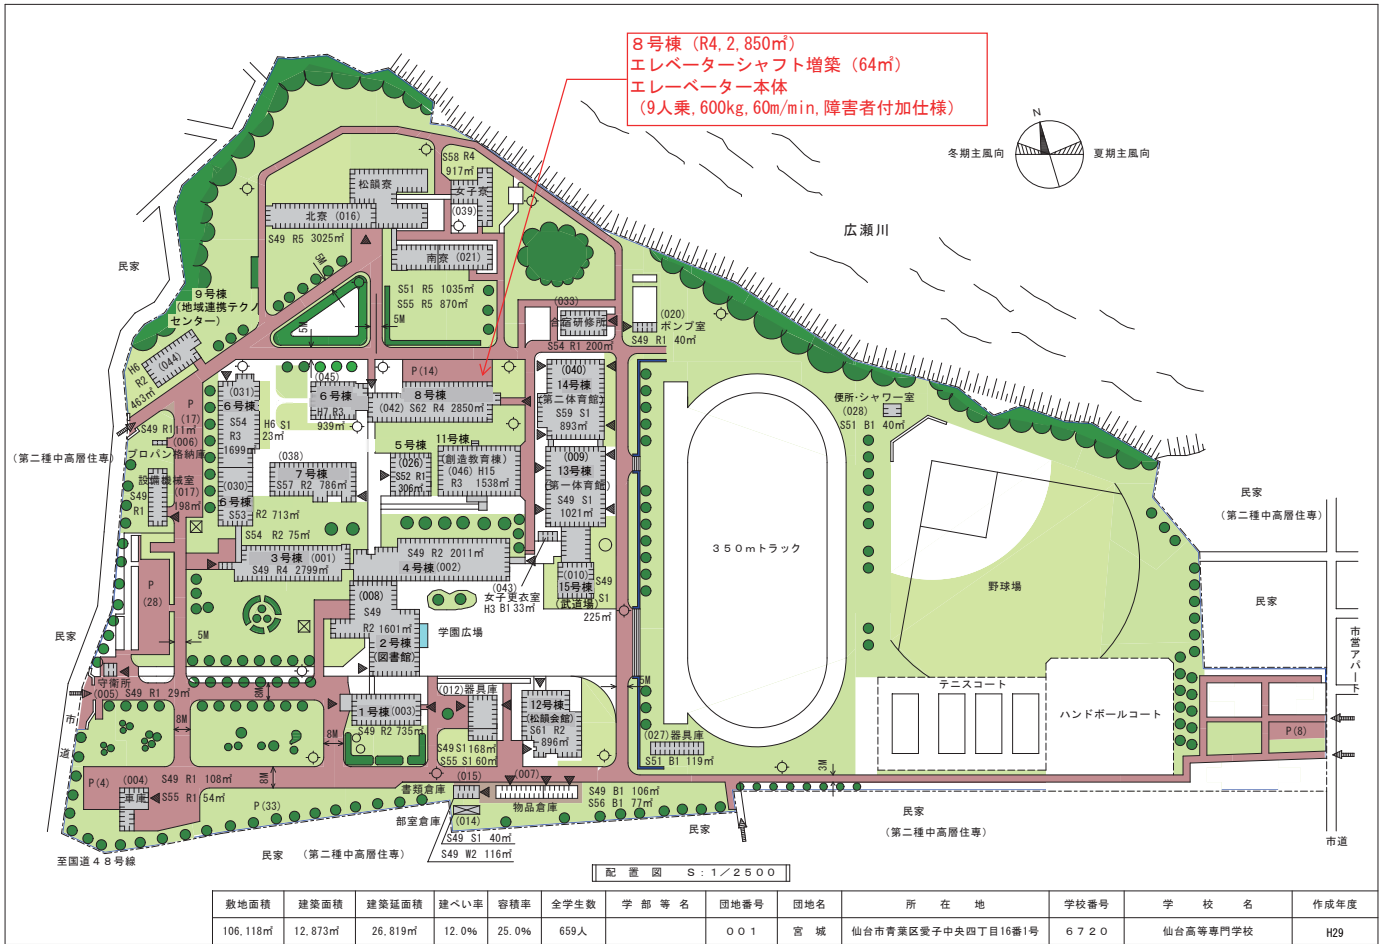 ８号棟（R4,2,850㎡）
エレベーターシャフト増築（64㎡）
エレーベーター本体
（9人乗,600kg,60m/min,障害者付加仕様）
N
冬期主風向
夏期主風向
広瀬川
S58 R4
917㎡
松韻寮
女子寮
(039)
北寮 (016)
S49 R5 3025㎡
南寮 (021)
S51 R5 1035㎡
S55 R5 870㎡
5M
5M
5M
民家
９号棟
(地域連携テクノ
センター)
(044)
H6
R2
463㎡
(033)
合宿研修所
S54 R1 200㎡
(020)
ポンプ室
S49 R1 40㎡
P(14)
(031)
６号棟
S54
R3
1699㎡
(030)
６号棟
S53
R2 713㎡
S54 R2 75㎡
H6 S1
23㎡
(045)
６号棟
H7 R3
939㎡
８号棟
(042) S62 R4 2850㎡
(040)
14号棟
(第二体育館)
S59 S1
893㎡
P
(17)
S49 R1 11㎡
(006)
プロパン格納庫
(第二種中高層住専)
設備機械室
(017)
S49
R1
198㎡
(038)
７号棟
S57 R2 786㎡
５号棟
(026)
S52 R1
306㎡
11号棟
(創造教育棟)
(046) H15
R3 1538㎡
(009)
13号棟
(第一体育館)
S49 S1
1021㎡
便所･シャワー室
(028)
S51 B1 40㎡
３号棟 (001)
S49 R4 2799㎡
S49 R2 2011㎡
４号棟 (002)
(043)
女子更衣室
H3 B1 33㎡
(010)
15号棟
(武道場)
S49
S1
225㎡
３５０ｍトラック
野球場
民家
(第二種中高層住専)
民家
市営アパート
P
(28)
5M
民家
(008)
S49
R2 1601㎡
２号棟
(図書館)
学園広場
守衛所
(005) S49 R1 29㎡
市道
8M
8M
8M
8M
１号棟 (003)
S49 R2 735㎡
(012)器具庫
S49 S1 168㎡
S55 S1 60㎡
12号棟
(松韻会館)
S61 R2
896㎡
5M
(027)器具庫
S51 B1 119㎡
テニスコート
ハンドボールコート
P(8)
3M
P(4)
(004)
車庫
S49 R1 108㎡
S55 R1 54㎡
P(33)
(015)
書類倉庫
(007)
物品倉庫
S49 B1 106㎡
S56 B1 77㎡
部室倉庫 (014)
S49 S1 40㎡
S49 W2 116㎡
民家
民家
(第二種中高層住専)
市道
至国道４８号線
民家 (第二種中高層住専)
配置図 Ｓ：１／２５００
敷地面積 建築面積 建築延面積 建ぺい率 容積率 全学生数 学部等名 団地番号 団地名 所在地 学校番号 学校名 作成年度
106,118㎡ 12,873㎡ 26,819㎡ 12.0% 25.0% 659人 ００１ 宮城 仙台市青葉区愛子中央四丁目16番1号 ６７２０ 仙台高等専門学校 H29